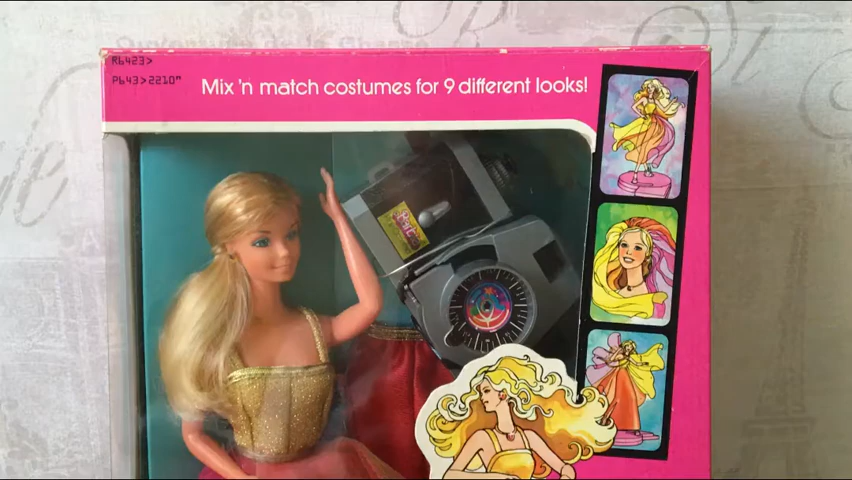 R6423>
P643>2210"
Mix 'n match costumes for 9 different looks!